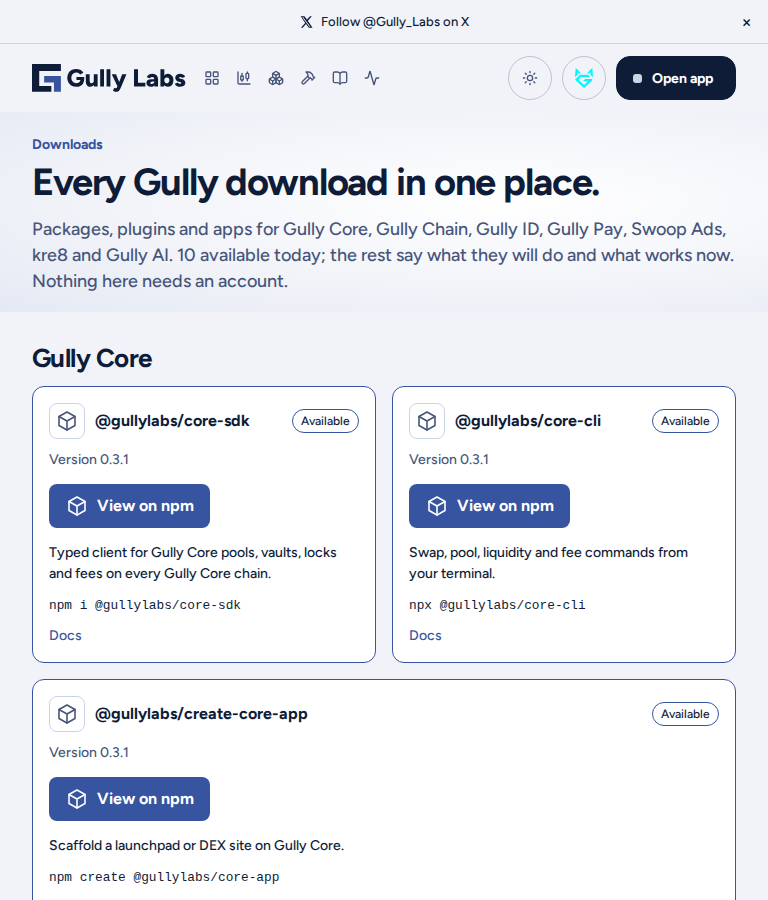 Follow @Gully_Labs on X
×
Gully Labs
Open app
Downloads
Every Gully download in one place.
Packages, plugins and apps for Gully Core, Gully Chain, Gully ID, Gully Pay, Swoop Ads,
kre8 and Gully AI. 10 available today; the rest say what they will do and what works now.
Nothing here needs an account.
Gully Core
@gullylabs/core-sdk
Available
Version 0.3.1
View on npm
Typed client for Gully Core pools, vaults, locks
and fees on every Gully Core chain.
npm i @gullylabs/core-sdk
Docs
@gullylabs/core-cli
Available
Version 0.3.1
View on npm
Swap, pool, liquidity and fee commands from
your terminal.
npx @gullylabs/core-cli
Docs
@gullylabs/create-core-app
Available
Version 0.3.1
View on npm
Scaffold a launchpad or DEX site on Gully Core.
npm create @gullylabs/core-app